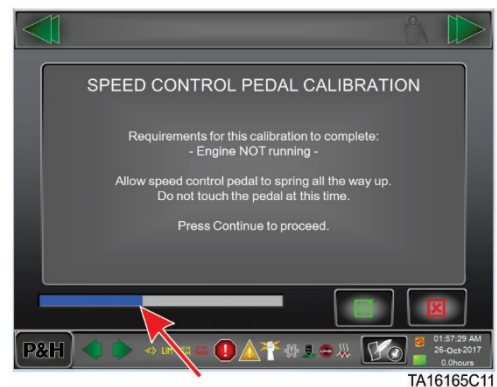 SPEED CONTROL PEDAL CALIBRATION
Requirements for this calibration to complete:
- Engine NOT running -
Allow speed control pedal to spring all the way up.
Do not touch the pedal at this time.
Press Continue to proceed.
P&H
LIM
01:57:29 AM
26-Oct-2017
0.0hours
TA16165C11